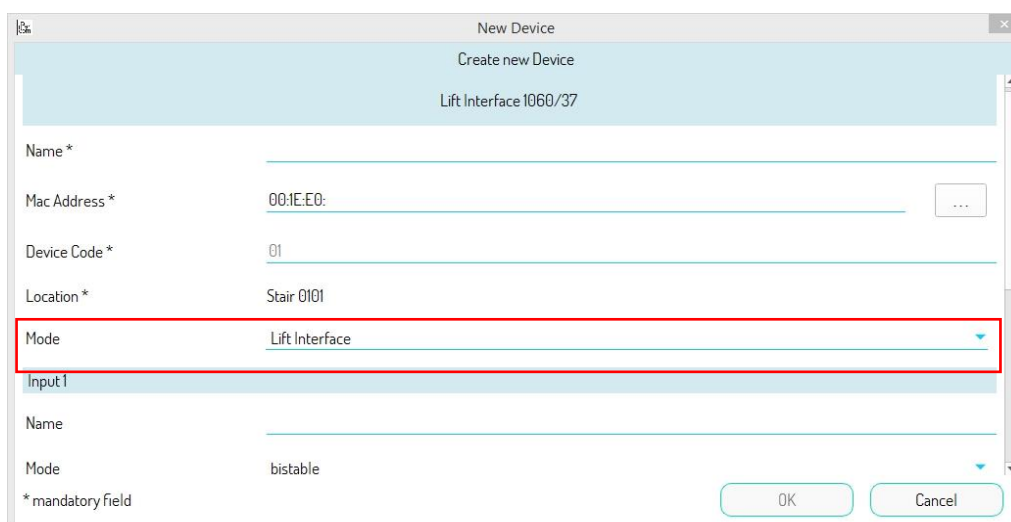 New Device
Create new Device
Lift Interface 1060/37
Name *
Mac Address * 00:1E:E0: ...
Device Code * 01
Location * Stair 0101
Mode Lift Interface
Input 1
Name
Mode bistable
* mandatory field OK Cancel